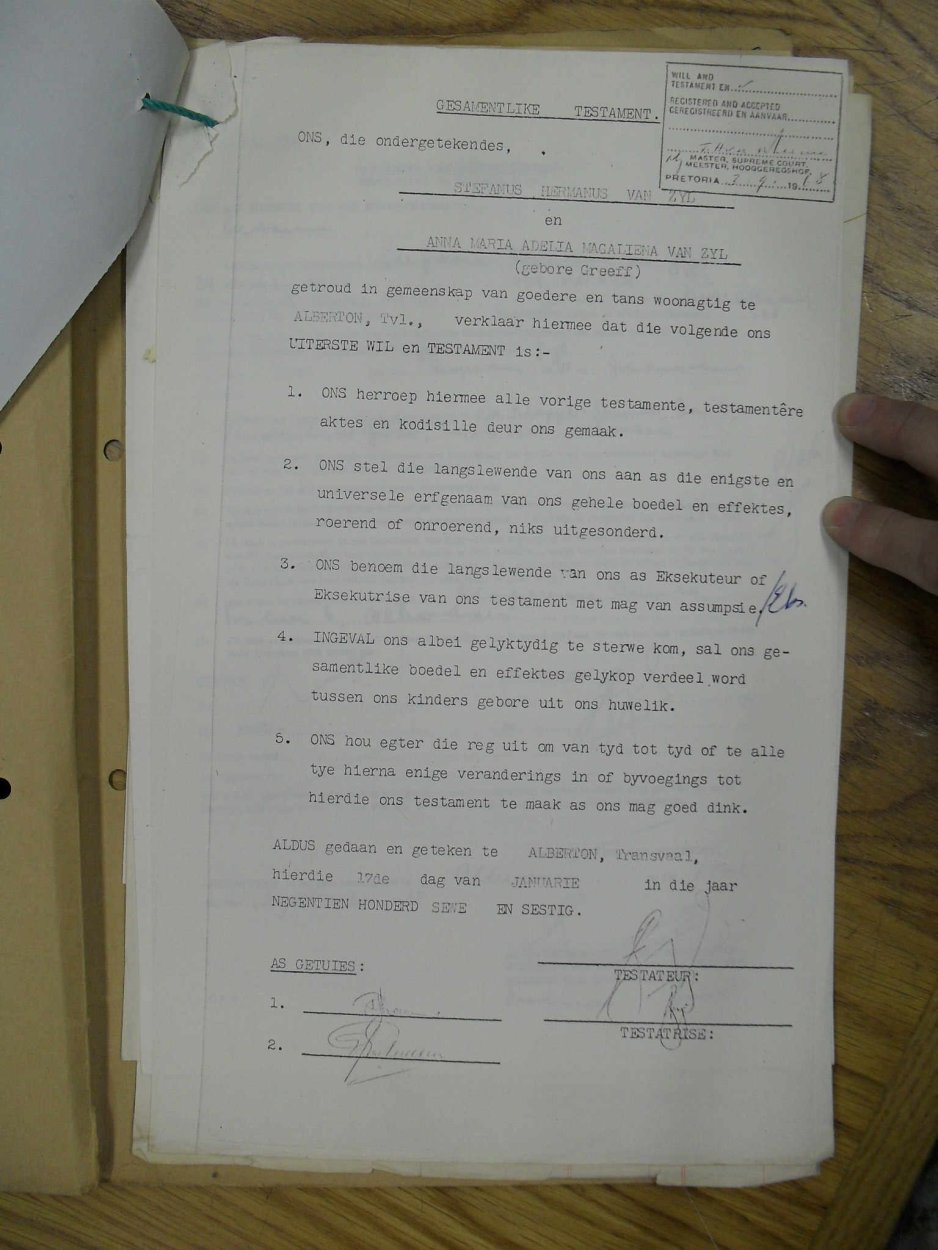 GESAMENTLIKE TESTAMENT.
WILL AND
TESTAMENT EN
REGISTERED AND ACCEPTED
GEREGISTREERD EN AANVAAR
MASTER, SUPREME COURT.
MEESTER, HOOGGEREGSHOF.
PRETORIA 3.9.1968
ONS, die ondergetekendes,
STEFANUS HERMANUS VAN ZYL
en
ANNA MARIA ADELIA MAGALIENA VAN ZYL
(gebore Greeff)
getroud in gemeenskap van goedere en tans woonagtig te
ALBERTON, Tvl., verklaar hiermee dat die volgende ons
UITERSTE WIL en TESTAMENT is:-
1. ONS herroep hiermee alle vorige testamente, testamentêre
aktes en kodisille deur ons gemaak.
2. ONS stel die langslewende van ons aan as die enigste en
universele erfgenaam van ons gehele boedel en effektes,
roerend of onroerend, niks uitgesonderd.
3. ONS benoem die langslewende van ons as Eksekuteur of
Eksekutrise van ons testament met mag van assumpsie.
4. INGEVAL ons albei gelyktydig te sterwe kom, sal ons ge-
samentlike boedel en effektes gelykop verdeel word
tussen ons kinders gebore uit ons huwelik.
5. ONS hou egter die reg uit om van tyd tot tyd of te alle
tye hierna enige veranderings in of byvoegings tot
hierdie ons testament te maak as ons mag goed dink.
ALDUS gedaan en geteken te ALBERTON, Transvaal,
hierdie 17de dag van JANUARIE in die jaar
NEGENTIEN HONDERD SEWE EN SESTIG.
AS GETUIES:
TESTATEUR:
1.
TESTATRISE:
2.